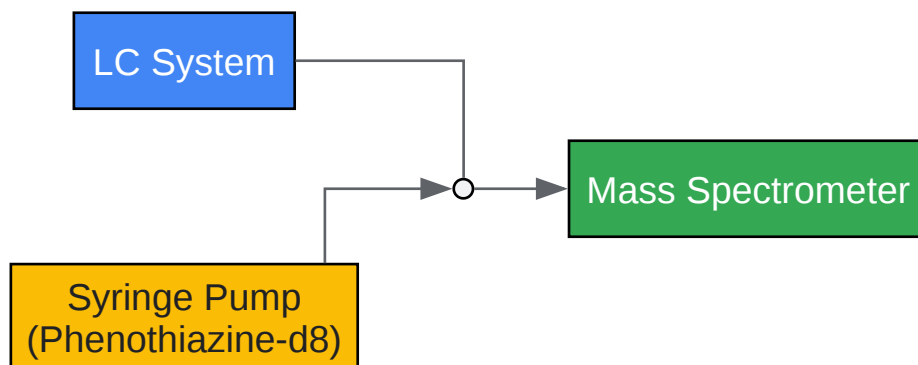 LC System
Mass Spectrometer
Syringe Pump
(Phenothiazine-d8)